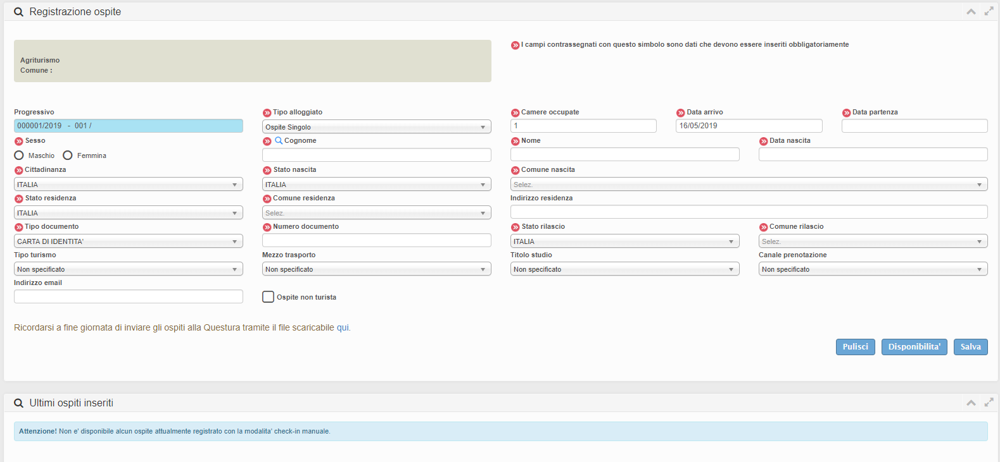 Registrazione ospite
Agriturismo
Comune :
I campi contrassegnati con questo simbolo sono dati che devono essere inseriti obbligatoriamente
Progressivo
Tipo alloggiato
Camere occupate
Data arrivo
Data partenza
000001/2019 - 001 /
Ospite Singolo
1
16/05/2019
Sesso
Cognome
Nome
Data nascita
Maschio
Femmina
Cittadinanza
Stato nascita
Comune nascita
ITALIA
ITALIA
Selez.
Stato residenza
Comune residenza
Indirizzo residenza
ITALIA
Selez.
Tipo documento
Numero documento
Stato rilascio
Comune rilascio
CARTA DI IDENTITA'
ITALIA
Selez.
Tipo turismo
Mezzo trasporto
Titolo studio
Canale prenotazione
Non specificato
Non specificato
Non specificato
Non specificato
Indirizzo email
Ospite non turista
Ricordarsi a fine giornata di inviare gli ospiti alla Questura tramite il file scaricabile qui.
Pulisci
Disponibilita'
Salva
Ultimi ospiti inseriti
Attenzione! Non e' disponibile alcun ospite attualmente registrato con la modalita' check-in manuale.